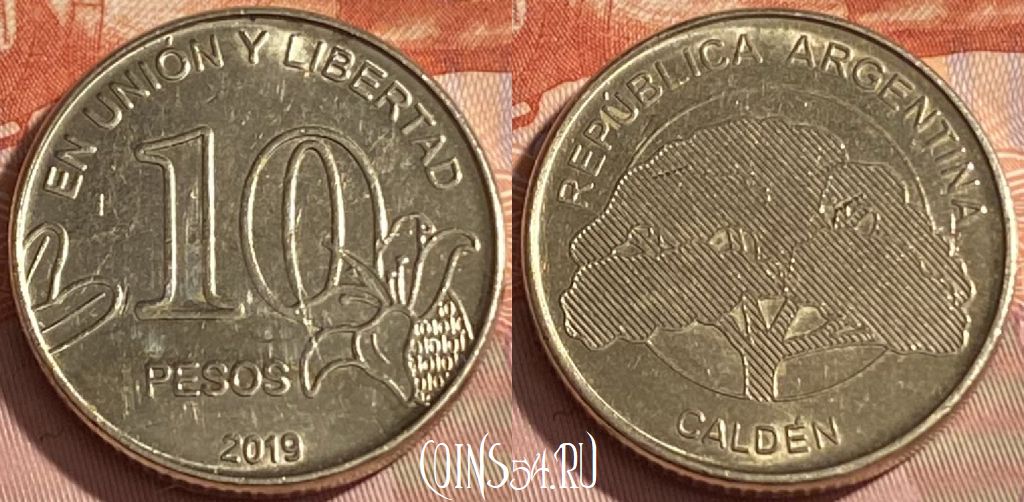 EN UNIÓN Y LIBERTAD
10
PESOS
2019
REPÚBLICA ARGENTINA
CALDÉN
COINS54.RU